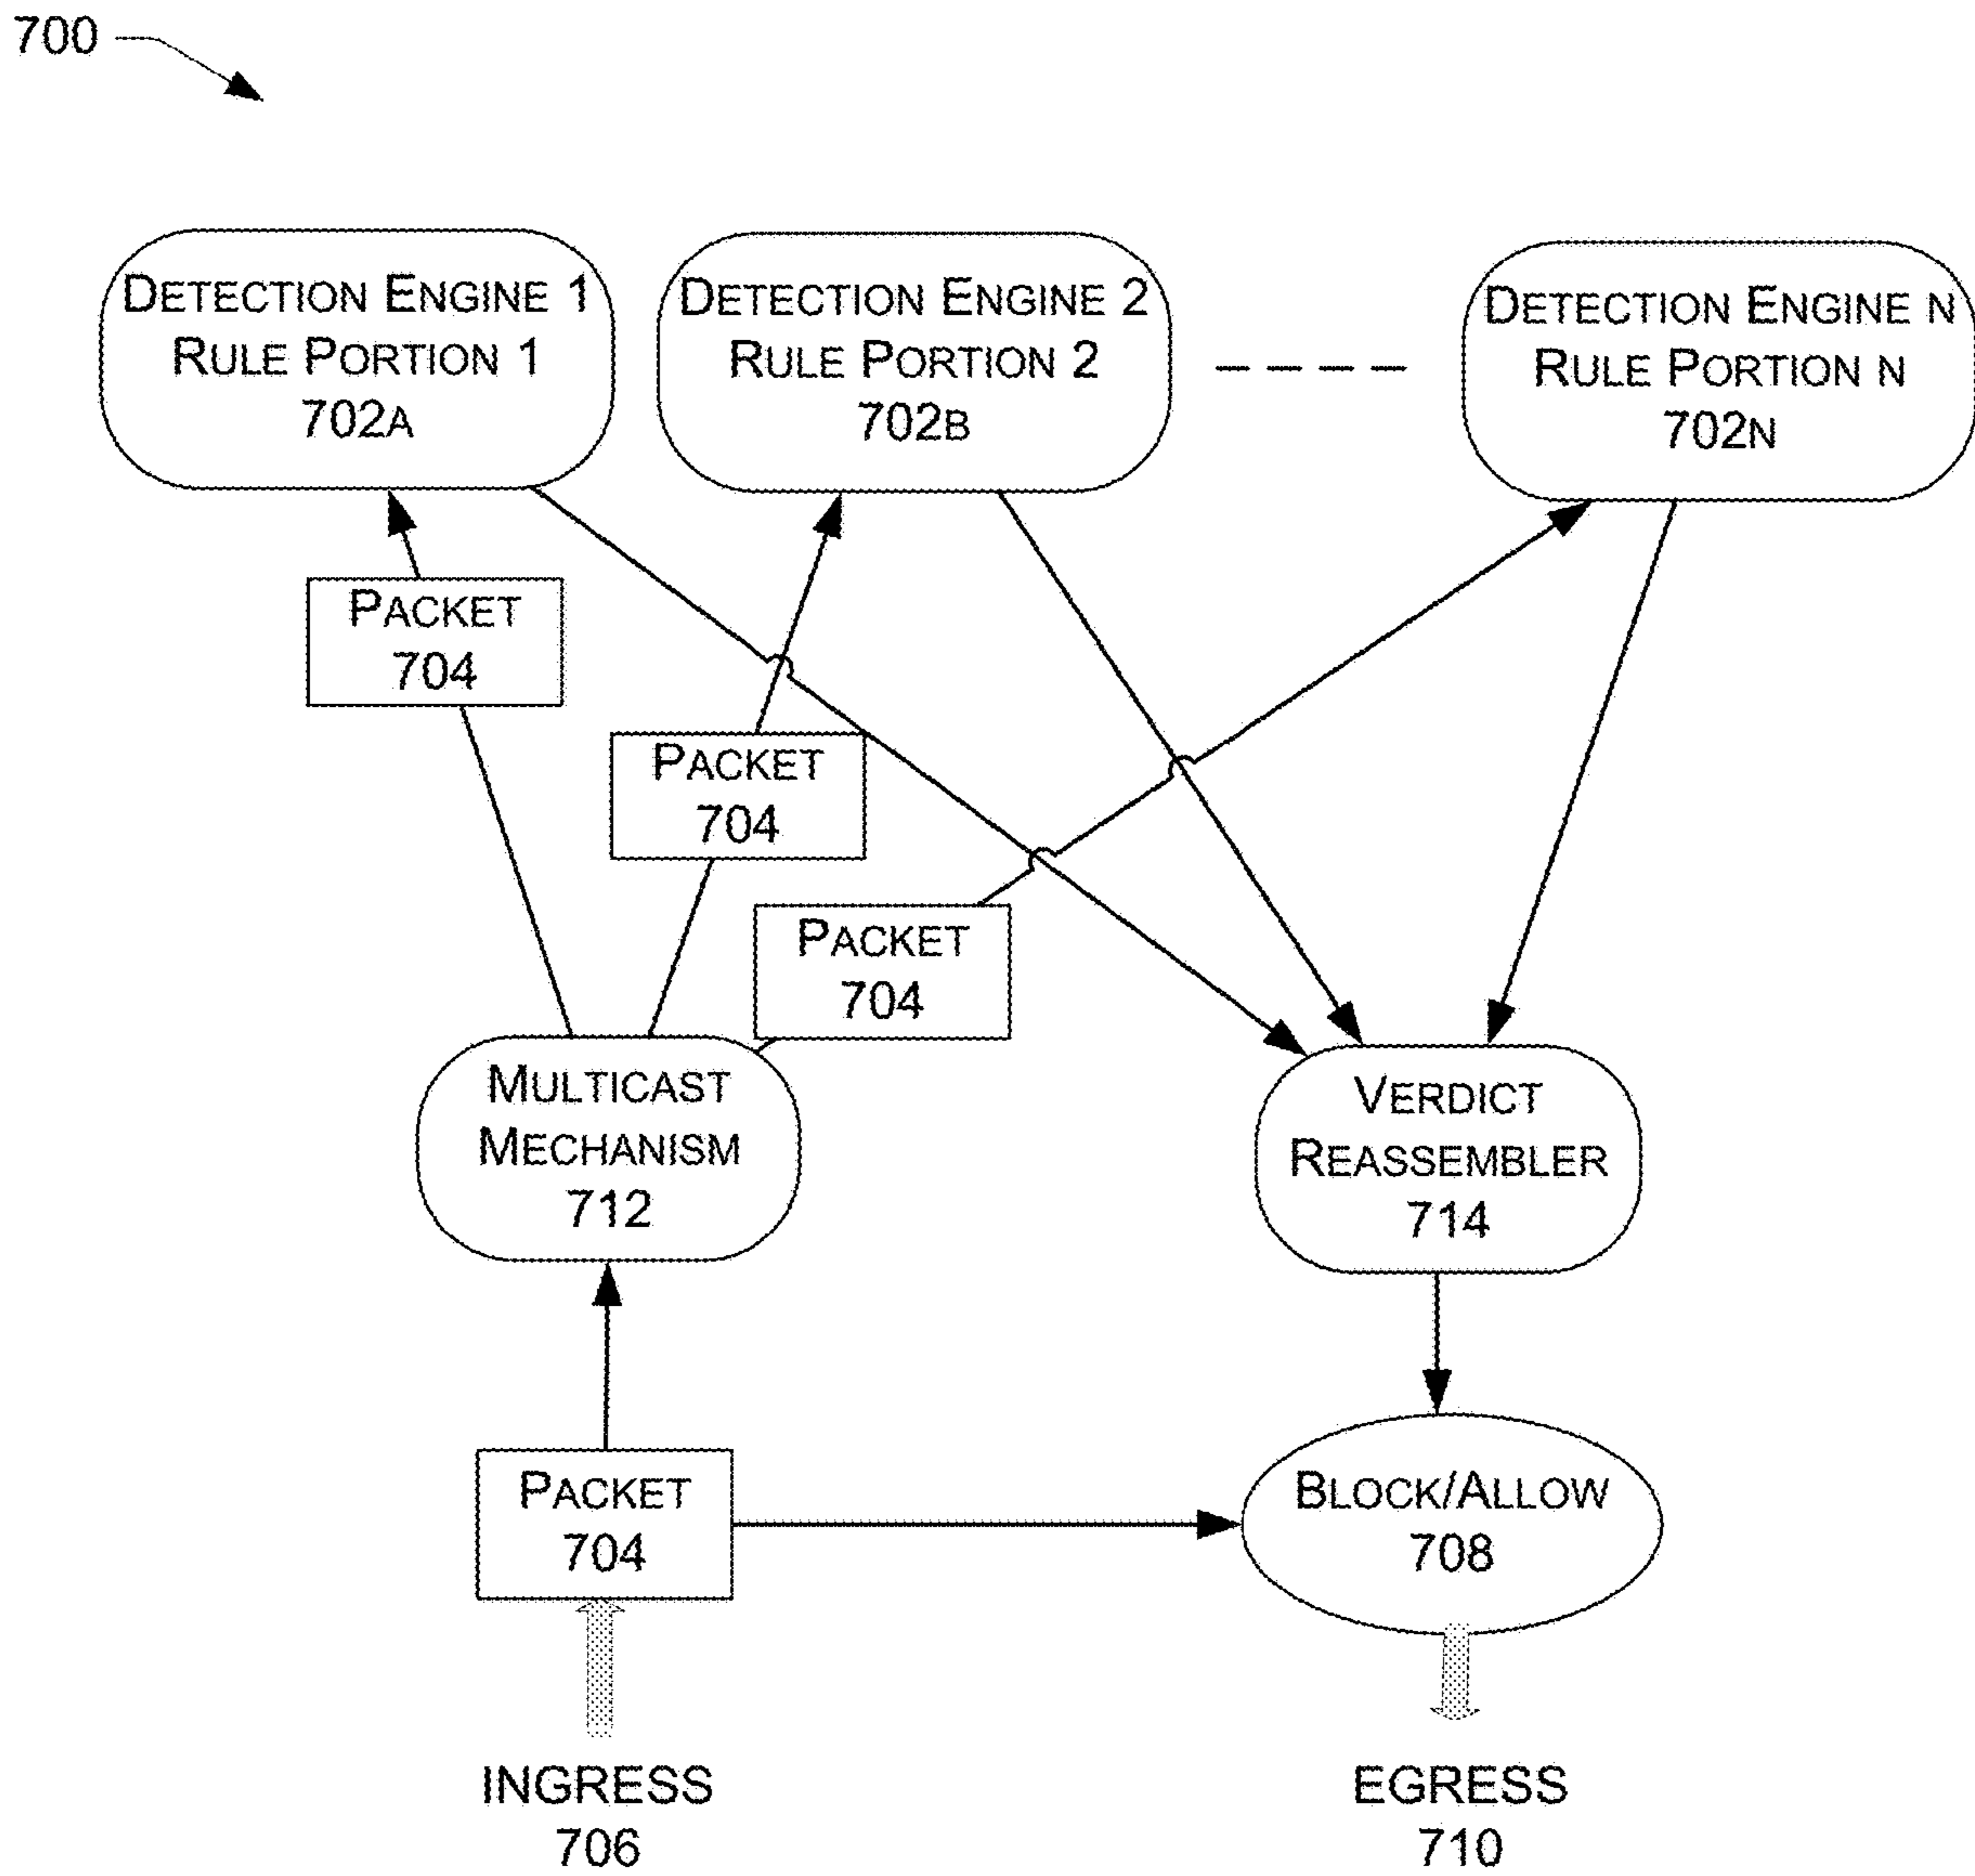 700
DETECTION ENGINE 1
RULE PORTION 1
702A
DETECTION ENGINE 2
RULE PORTION 2
702B
DETECTION ENGINE N
RULE PORTION N
702N
PACKET
704
PACKET
704
PACKET
704
MULTICAST
MECHANISM
712
VERDICT
REASSEMBLER
714
PACKET
704
BLOCK/ALLOW
708
INGRESS
706
EGRESS
710